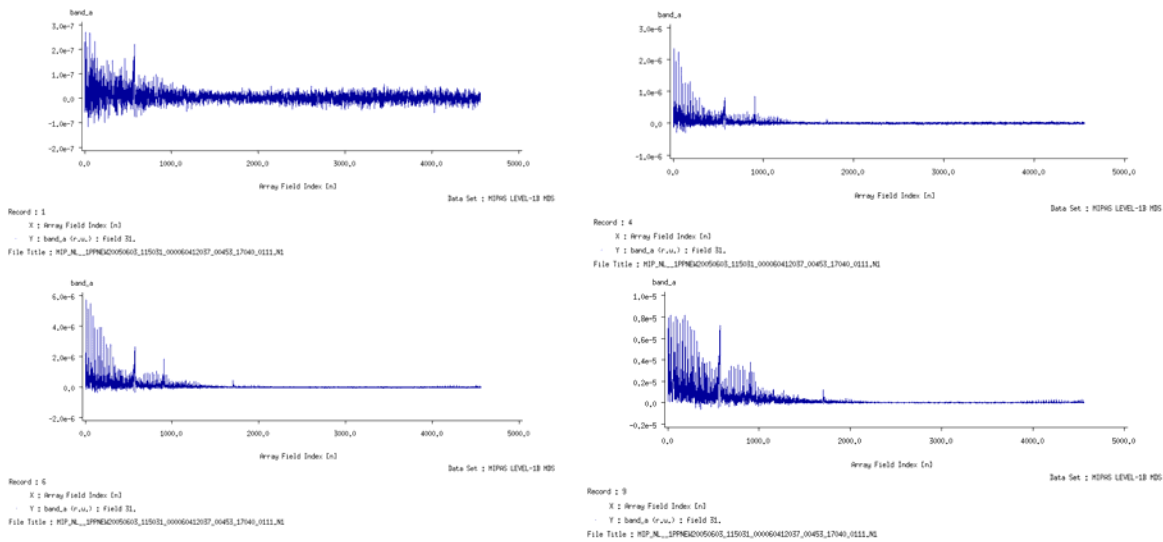 band_a
3.0e-7
2.0e-7
1.0e-7
0.0
-1.0e-7
-2.0e-7
0.0 1000.0 2000.0 3000.0 4000.0 5000.0
Array Field Index [n]
Data Set : MIPAS LEVEL-1B MDS
Record : 1
X : Array Field Index [n]
Y : band_a (r.u.) : field 31.
File Title : MIP_NL__1PPNEW20050603_115031_000060412037_00453_17040_0111.N1
band_a
3.0e-6
2.0e-6
1.0e-6
0.0
-1.0e-6
0.0 1000.0 2000.0 3000.0 4000.0 5000.0
Array Field Index [n]
Data Set : MIPAS LEVEL-1B MDS
Record : 4
X : Array Field Index [n]
Y : band_a (r.u.) : field 31.
File Title : MIP_NL__1PPNEW20050603_115031_000060412037_00453_17040_0111.N1
band_a
6.0e-6
4.0e-6
2.0e-6
0.0
-2.0e-6
0.0 1000.0 2000.0 3000.0 4000.0 5000.0
Array Field Index [n]
Data Set : MIPAS LEVEL-1B MDS
Record : 6
X : Array Field Index [n]
Y : band_a (r.u.) : field 31.
File Title : MIP_NL__1PPNEW20050603_115031_000060412037_00453_17040_0111.N1
band_a
1.0e-5
0.8e-5
0.6e-5
0.4e-5
0.2e-5
0.0
-0.2e-5
0.0 1000.0 2000.0 3000.0 4000.0 5000.0
Array Field Index [n]
Data Set : MIPAS LEVEL-1B MDS
Record : 9
X : Array Field Index [n]
Y : band_a (r.u.) : field 31.
File Title : MIP_NL__1PPNEW20050603_115031_000060412037_00453_17040_0111.N1